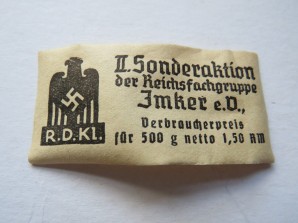 II. Sonderaktion
der Reichsfachgruppe
Imker e.V.,
Verbraucherpreis
für 500 g netto 1,50 RM
R.D.Kl.